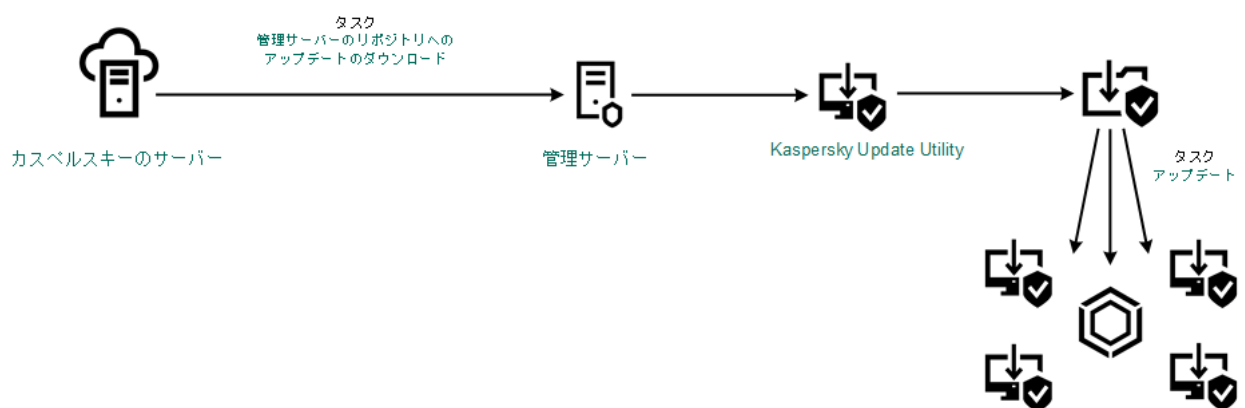 タスク
管理サーバーのリポジトリへの
アップデートのダウンロード
カスペルスキーのサーバー
管理サーバー
Kaspersky Update Utility
タスク
アップデート